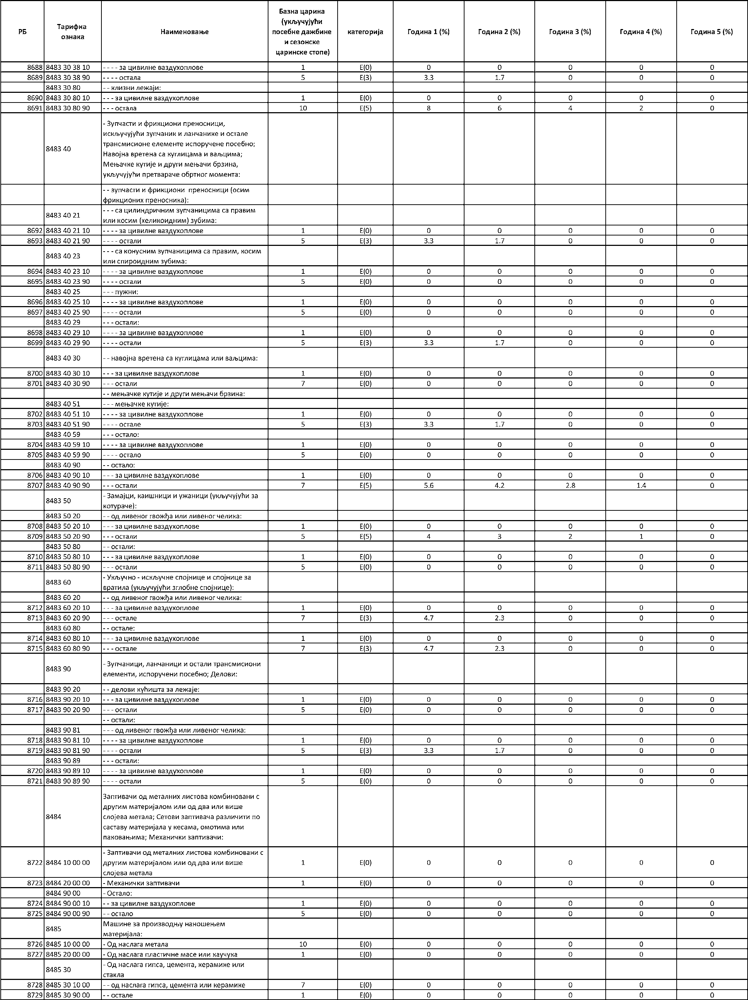 РБ Тарифна ознака Наименовање Базна царина (укључујући посебне дажбине и сезонске царинске стопе) категорија Година 1 (%) Година 2 (%) Година 3 (%) Година 4 (%) Година 5 (%)
8688 8483 30 38 10 - - - - за цивилне ваздухоплове 1 E(0) 0 0 0 0 0
8689 8483 30 38 90 - - - - остала 5 E(3) 3.3 1.7 0 0 0
8483 30 80 - - клизни лежаји:
8690 8483 30 80 10 - - - за цивилне ваздухоплове 1 E(0) 0 0 0 0 0
8691 8483 30 80 90 - - - остала 10 E(5) 8 6 4 2 0
- Зупчасти и фрикциони преносници,
искључујући зупчаник и ланчанике и остале
8483 40 трансмисионе елементе испоручене посебно;
Навојна вретена са куглицама и ваљцима;
Мењачке кутије и други мењачи брзина,
укључујући претвараче обртног момента:
- - зупчасти и фрикциони преносници (осим
фрикционих преносника):
8483 40 21 - - - са цилиндричним зупчаницима са правим
или косим (хеликоидним) зубима:
8692 8483 40 21 10 - - - - за цивилне ваздухоплове 1 E(0) 0 0 0 0 0
8693 8483 40 21 90 - - - - остали 5 E(3) 3.3 1.7 0 0 0
8483 40 23 - - - са конусним зупчаницима са правим, косим
или спироидним зубима:
8694 8483 40 23 10 - - - - за цивилне ваздухоплове 1 E(0) 0 0 0 0 0
8695 8483 40 23 90 - - - - остали 5 E(0) 0 0 0 0 0
8483 40 25 - - - пужни:
8696 8483 40 25 10 - - - - за цивилне ваздухоплове 1 E(0) 0 0 0 0 0
8697 8483 40 25 90 - - - - остали 5 E(0) 0 0 0 0 0
8483 40 29 - - - остали:
8698 8483 40 29 10 - - - - за цивилне ваздухоплове 1 E(0) 0 0 0 0 0
8699 8483 40 29 90 - - - - остали 5 E(3) 3.3 1.7 0 0 0
8483 40 30 - - навојна вретена са куглицама или ваљцима:
8700 8483 40 30 10 - - - за цивилне ваздухоплове 1 E(0) 0 0 0 0 0
8701 8483 40 30 90 - - - остали 7 E(0) 0 0 0 0 0
- - мењачке кутије и други мењачи брзина:
8483 40 51 - - - мењачке кутије:
8702 8483 40 51 10 - - - - за цивилне ваздухоплове 1 E(0) 0 0 0 0 0
8703 8483 40 51 90 - - - - остале 5 E(3) 3.3 1.7 0 0 0
8483 40 59 - - - остало:
8704 8483 40 59 10 - - - - за цивилне ваздухоплове 1 E(0) 0 0 0 0 0
8705 8483 40 59 90 - - - - остало 5 E(0) 0 0 0 0 0
8483 40 90 - - остало:
8706 8483 40 90 10 - - - за цивилне ваздухоплове 1 E(0) 0 0 0 0 0
8707 8483 40 90 90 - - - остали 7 E(5) 5.6 4.2 2.8 1.4 0
8483 50 - Замајци, каишници и ужаници (укључујући за
котураче):
8483 50 20 - - од ливеног гвожђа или ливеног челика:
8708 8483 50 20 10 - - - за цивилне ваздухоплове 1 E(0) 0 0 0 0 0
8709 8483 50 20 90 - - - остали 5 E(5) 4 3 2 1 0
8483 50 80 - - остали:
8710 8483 50 80 10 - - - за цивилне ваздухоплове 1 E(0) 0 0 0 0 0
8711 8483 50 80 90 - - - остали 5 E(0) 0 0 0 0 0
8483 60 - Укључно - искључне спојнице и спојнице за
вратила (укључујући зглобне спојнице):
8483 60 20 - - од ливеног гвожђа или ливеног челика:
8712 8483 60 20 10 - - - за цивилне ваздухоплове 1 E(0) 0 0 0 0 0
8713 8483 60 20 90 - - - остале 7 E(3) 4.7 2.3 0 0 0
8483 60 80 - - остале:
8714 8483 60 80 10 - - - за цивилне ваздухоплове 1 E(0) 0 0 0 0 0
8715 8483 60 80 90 - - - остале 7 E(3) 4.7 2.3 0 0 0
8483 90 - Зупчаници, ланчаници и остали трансмисиони
елементи, испоручени посебно; Делови:
8483 90 20 - - делови кућишта за лежаје:
8716 8483 90 20 10 - - - за цивилне ваздухоплове 1 E(0) 0 0 0 0 0
8717 8483 90 20 90 - - - остали 5 E(0) 0 0 0 0 0
- - остали:
8483 90 81 - - - од ливеног гвожђа или ливеног челика:
8718 8483 90 81 10 - - - - за цивилне ваздухоплове 1 E(0) 0 0 0 0 0
8719 8483 90 81 90 - - - - остали 5 E(3) 3.3 1.7 0 0 0
8483 90 89 - - - остали:
8720 8483 90 89 10 - - - - за цивилне ваздухоплове 1 E(0) 0 0 0 0 0
8721 8483 90 89 90 - - - - остали 5 E(0) 0 0 0 0 0
Заптивачи од металних листова комбиновани с
другим материјалом или од два или више
8484 слојева метала; Сетови заптивача различити по
саставу материјала у кесама, омотима или
паковањима; Механички заптивачи:
- Заптивачи од металних листова комбиновани с
8722 8484 10 00 00 другим материјалом или од два или више 1 E(0) 0 0 0 0 0
слојева метала
8723 8484 20 00 00 - Механички заптивачи 1 E(0) 0 0 0 0 0
8484 90 00 - Остало:
8724 8484 90 00 10 - - за цивилне ваздухоплове 1 E(0) 0 0 0 0 0
8725 8484 90 00 90 - - остало 5 E(0) 0 0 0 0 0
8485 Машине за производњу наношењем
материјала:
8726 8485 10 00 00 - Од наслага метала 10 E(0) 0 0 0 0 0
8727 8485 20 00 00 - Од наслага пластичне масе или каучука 1 E(0) 0 0 0 0 0
8485 30 - Од наслага гипса, цемента, керамике или
стакла
8728 8485 30 10 00 - - од наслага гипса, цемента или керамике 7 E(0) 0 0 0 0 0
8729 8485 30 90 00 - - остале 1 E(0) 0 0 0 0 0